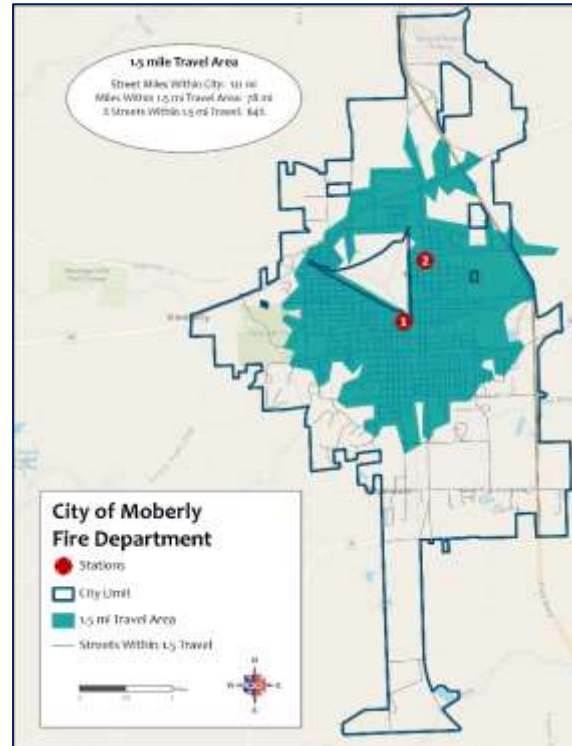 1.5 mile Travel Area
Street Miles Within City: 121 mi
Miles Within 1.5 mi Travel Area: 78 mi
% Streets Within 1.5 mi Travel: 64%
2
1
City of Moberly
Fire Department
Stations
City Limit
1.5 mi Travel Area
Streets Within 1.5 Travel
N
W
E
S